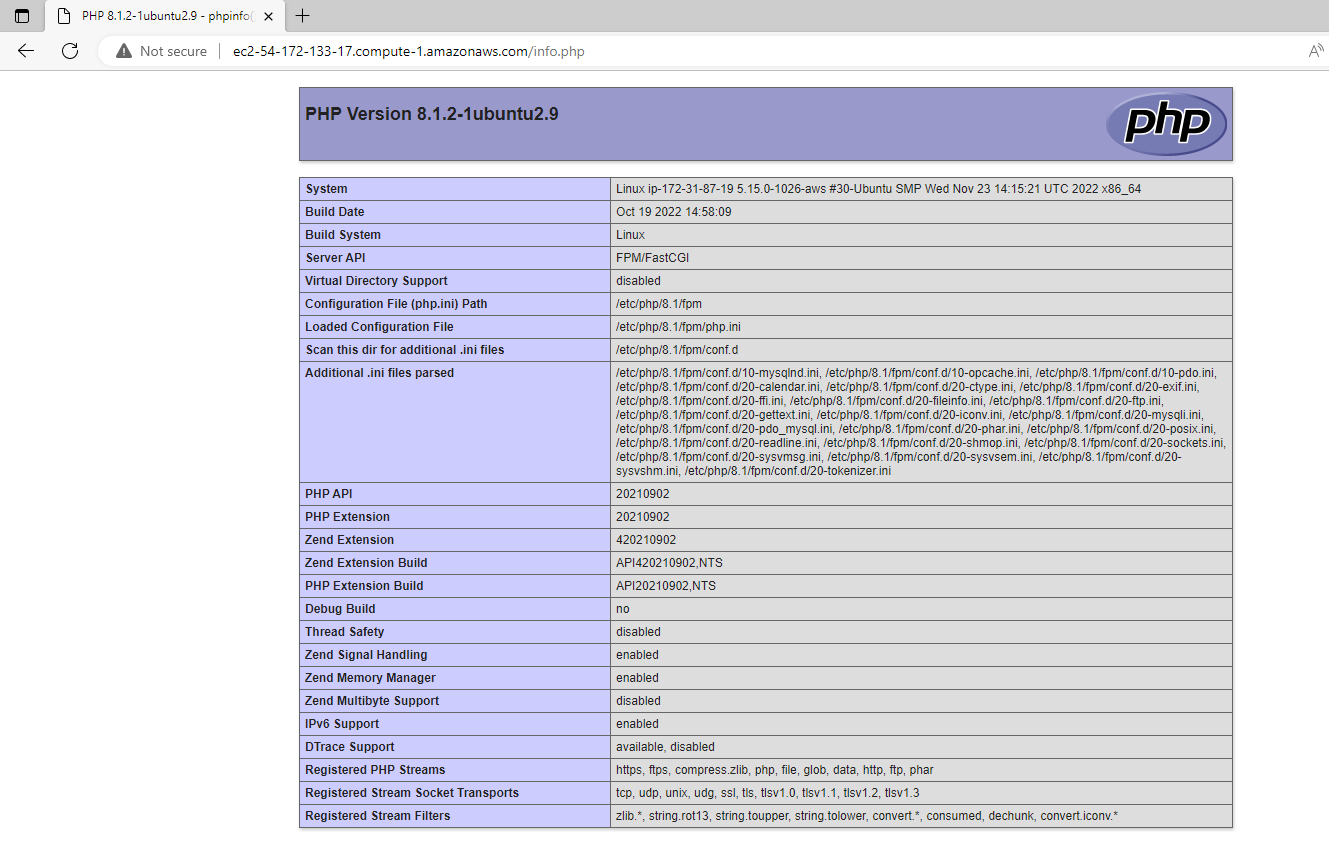 PHP 8.1.2-1ubuntu2.9 - phpinfo(
Not secure
ec2-54-172-133-17.compute-1.amazonaws.com/info.php
PHP Version 8.1.2-1ubuntu2.9
php
System Linux ip-172-31-87-19 5.15.0-1026-aws #30-Ubuntu SMP Wed Nov 23 14:15:21 UTC 2022 x86_64
Build Date Oct 19 2022 14:58:09
Build System Linux
Server API FPM/FastCGI
Virtual Directory Support disabled
Configuration File (php.ini) Path /etc/php/8.1/fpm
Loaded Configuration File /etc/php/8.1/fpm/php.ini
Scan this dir for additional .ini files /etc/php/8.1/fpm/conf.d
Additional .ini files parsed /etc/php/8.1/fpm/conf.d/10-mysqlnd.ini, /etc/php/8.1/fpm/conf.d/10-opcache.ini, /etc/php/8.1/fpm/conf.d/10-pdo.ini,
/etc/php/8.1/fpm/conf.d/20-calendar.ini, /etc/php/8.1/fpm/conf.d/20-ctype.ini, /etc/php/8.1/fpm/conf.d/20-exif.ini,
/etc/php/8.1/fpm/conf.d/20-ffi.ini, /etc/php/8.1/fpm/conf.d/20-fileinfo.ini, /etc/php/8.1/fpm/conf.d/20-ftp.ini,
/etc/php/8.1/fpm/conf.d/20-gettext.ini, /etc/php/8.1/fpm/conf.d/20-iconv.ini, /etc/php/8.1/fpm/conf.d/20-mysqli.ini,
/etc/php/8.1/fpm/conf.d/20-pdo_mysql.ini, /etc/php/8.1/fpm/conf.d/20-phar.ini, /etc/php/8.1/fpm/conf.d/20-posix.ini,
/etc/php/8.1/fpm/conf.d/20-readline.ini, /etc/php/8.1/fpm/conf.d/20-shmop.ini, /etc/php/8.1/fpm/conf.d/20-sockets.ini,
/etc/php/8.1/fpm/conf.d/20-sysvmsg.ini, /etc/php/8.1/fpm/conf.d/20-sysvsem.ini, /etc/php/8.1/fpm/conf.d/20-
sysvshm.ini, /etc/php/8.1/fpm/conf.d/20-tokenizer.ini
PHP API 20210902
PHP Extension 20210902
Zend Extension 420210902
Zend Extension Build API420210902,NTS
PHP Extension Build API20210902,NTS
Debug Build no
Thread Safety disabled
Zend Signal Handling enabled
Zend Memory Manager enabled
Zend Multibyte Support disabled
IPv6 Support enabled
DTrace Support available, disabled
Registered PHP Streams https, ftps, compress.zlib, php, file, glob, data, http, ftp, phar
Registered Stream Socket Transports tcp, udp, unix, udg, ssl, tls, tlsv1.0, tlsv1.1, tlsv1.2, tlsv1.3
Registered Stream Filters zlib.*, string.rot13, string.toupper, string.tolower, convert.*, consumed, dechunk, convert.iconv.*